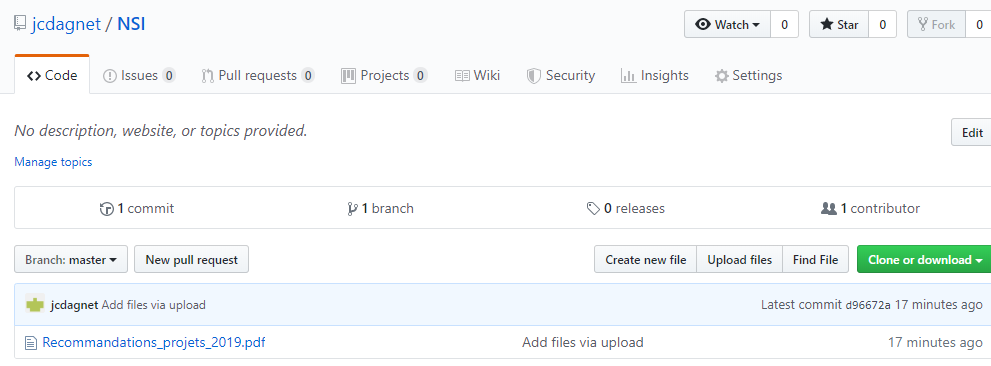 jcdagnet / NSI Watch 0 Star 0 Fork 0
Code Issues 0 Pull requests 0 Projects 0 Wiki Security Insights Settings
No description, website, or topics provided. Edit
Manage topics
1 commit 1 branch 0 releases 1 contributor
Branch: master New pull request Create new file Upload files Find File Clone or download
jcdagnet Add files via upload Latest commit d96672a 17 minutes ago
Recommandations_projets_2019.pdf Add files via upload 17 minutes ago